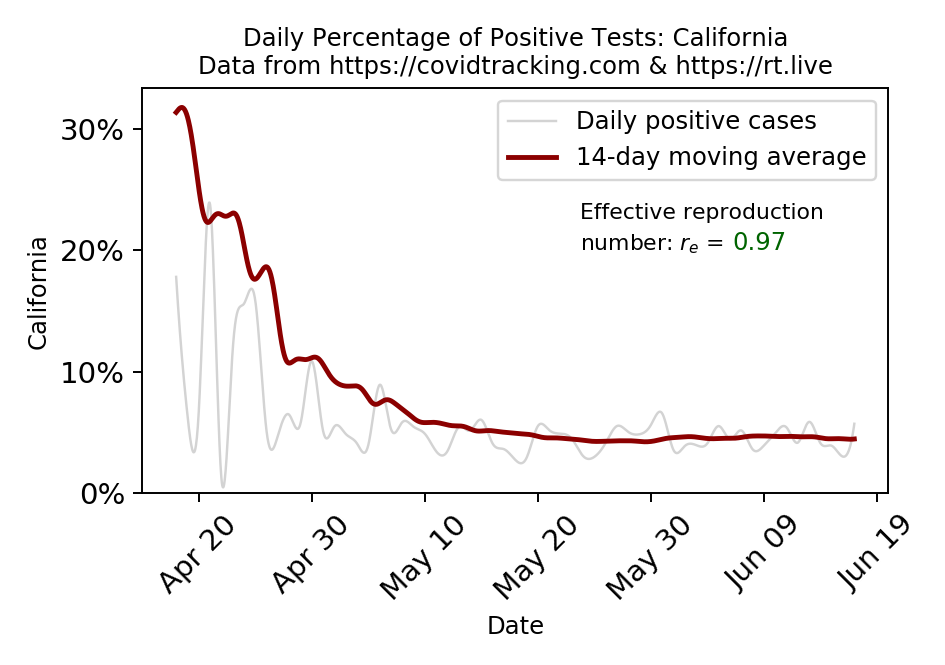 Daily Percentage of Positive Tests: California
Data from https://covidtracking.com & https://rt.live
30%
20%
10%
0%
California
Daily positive cases
14-day moving average
Effective reproduction
number: rₑ = 0.97
Apr 20
Apr 30
May 10
May 20
May 30
Jun 09
Jun 19
Date